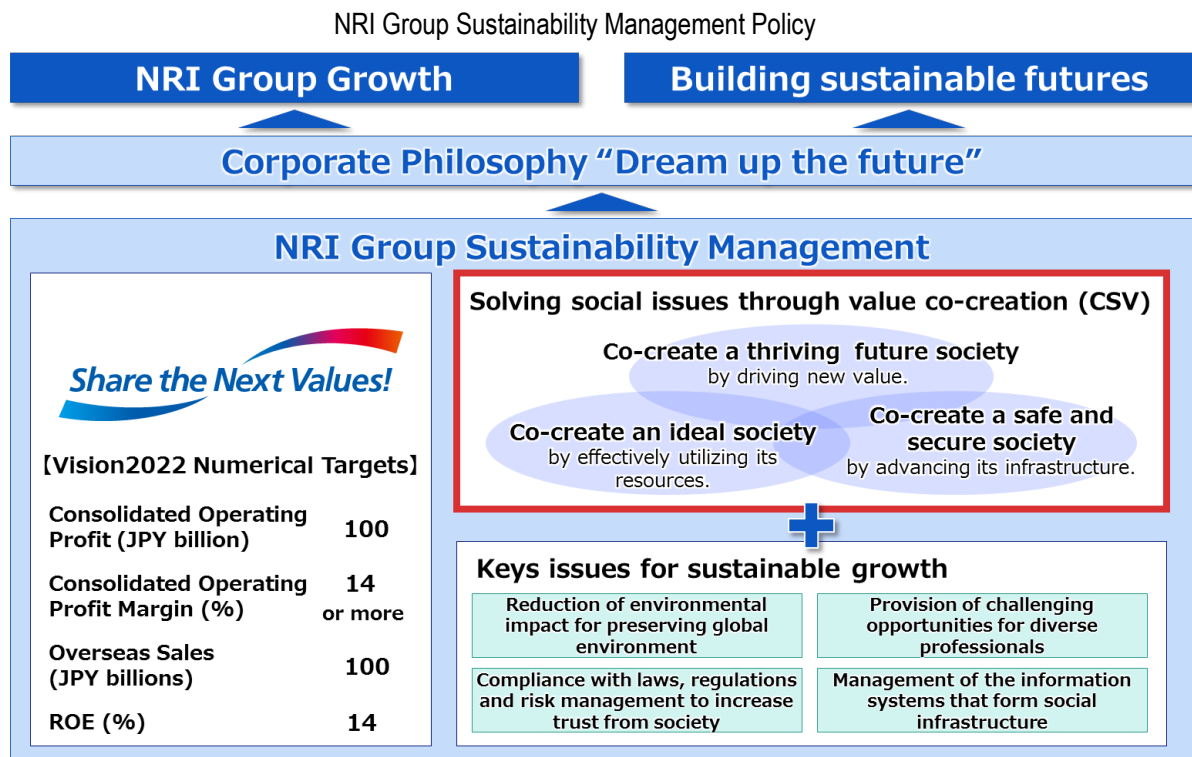 NRI Group Sustainability Management Policy
NRI Group Growth
Building sustainable futures
Corporate Philosophy “Dream up the future”
NRI Group Sustainability Management
Share the Next Values!
【Vision2022 Numerical Targets】
Consolidated Operating
Profit (JPY billion)
100
Consolidated Operating
Profit Margin (%)
14
or more
Overseas Sales
(JPY billions)
100
ROE (%)
14
Solving social issues through value co-creation (CSV)
Co-create a thriving future society
by driving new value.
Co-create an ideal society
by effectively utilizing its
resources.
Co-create a safe and
secure society
by advancing its infrastructure.
Keys issues for sustainable growth
Reduction of environmental
impact for preserving global
environment
Provision of challenging
opportunities for diverse
professionals
Compliance with laws, regulations
and risk management to increase
trust from society
Management of the information
systems that form social
infrastructure